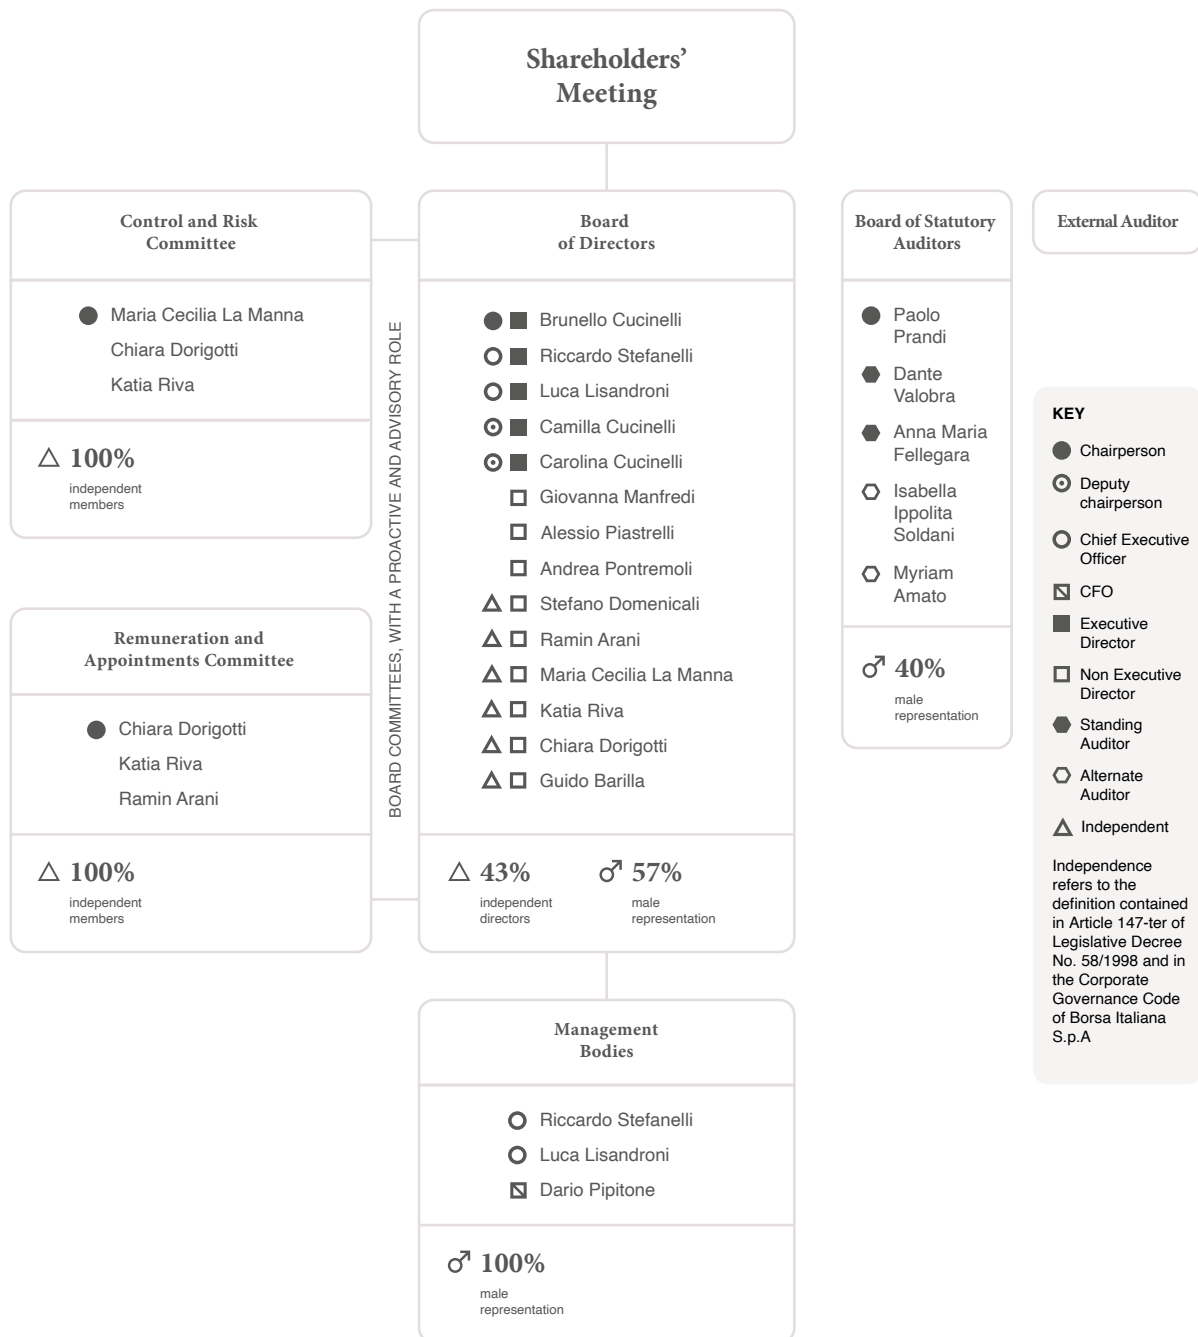 Shareholders’
Meeting
Control and Risk
Committee
Maria Cecilia La Manna
Chiara Dorigotti
Katia Riva
100%
independent
members
Remuneration and
Appointments Committee
Chiara Dorigotti
Katia Riva
Ramin Arani
100%
independent
members
BOARD COMMITTEES, WITH A PROACTIVE AND ADVISORY ROLE
Board
of Directors
Brunello Cucinelli
Riccardo Stefanelli
Luca Lisandroni
Camilla Cucinelli
Carolina Cucinelli
Giovanna Manfredi
Alessio Piastrelli
Andrea Pontremoli
Stefano Domenicali
Ramin Arani
Maria Cecilia La Manna
Katia Riva
Chiara Dorigotti
Guido Barilla
43%
independent
directors
57%
male
representation
Management
Bodies
Riccardo Stefanelli
Luca Lisandroni
Dario Pipitone
100%
male
representation
Board of Statutory
Auditors
Paolo
Prandi
Dante
Valobra
Anna Maria
Fellegara
Isabella
Ippolita
Soldani
Myriam
Amato
40%
male
representation
External Auditor
KEY
Chairperson
Deputy
chairperson
Chief Executive
Officer
CFO
Executive
Director
Non Executive
Director
Standing
Auditor
Alternate
Auditor
Independent
Independence
refers to the
definition contained
in Article 147-ter of
Legislative Decree
No. 58/1998 and in
the Corporate
Governance Code
of Borsa Italiana
S.p.A